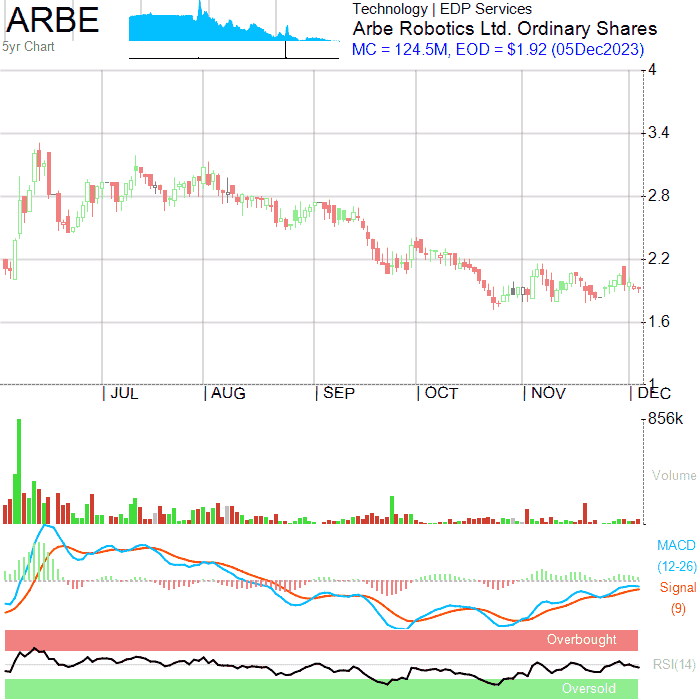 ARBE
5yr Chart
Technology | EDP Services
Arbe Robotics Ltd. Ordinary Shares
MC = 124.5M, EOD = $1.92 (05Dec2023)
4
3.4
2.8
2.2
1.6
1
| JUL | AUG | SEP | OCT | NOV | DEC
856k
Volume
MACD
(12-26)
Signal
(9)
Overbought
RSI(14)
Oversold